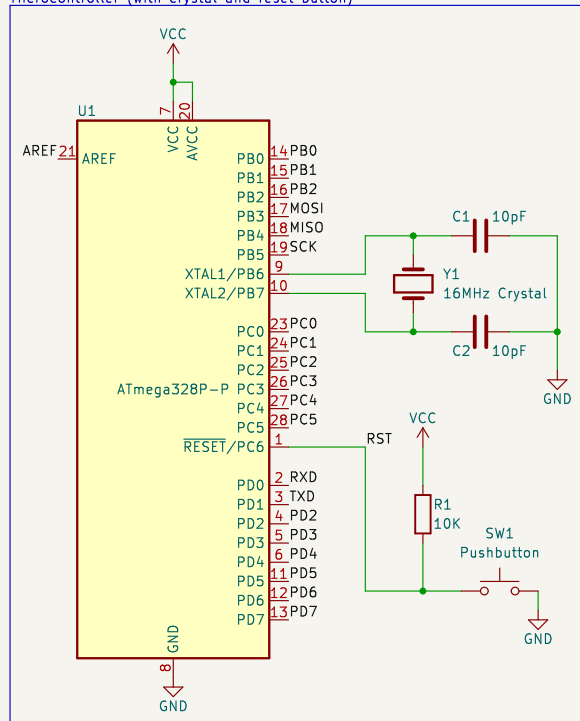 Microcontroller (with crystal and reset button)
VCC
U1
7
20
VCC
AVCC
AREF 21 AREF
PB0 14 PB0
PB1 15 PB1
PB2 16 PB2
PB3 17 MOSI
PB4 18 MISO
PB5 19 SCK
XTAL1/PB6 9
XTAL2/PB7 10
C1 10pF
Y1
16MHz Crystal
C2 10pF
GND
PC0 23 PC0
PC1 24 PC1
PC2 25 PC2
ATmega328P-P PC3 26 PC3
PC4 27 PC4
PC5 28 PC5
RESET/PC6 1
RST
VCC
R1
10K
SW1
Pushbutton
GND
PD0 2 RXD
PD1 3 TXD
PD2 4 PD2
PD3 5 PD3
PD4 6 PD4
PD5 11 PD5
PD6 12 PD6
PD7 13 PD7
GND
8
GND